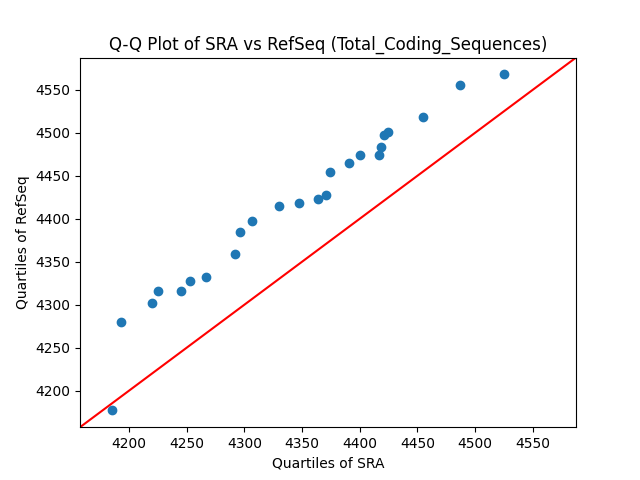 Q-Q Plot of SRA vs RefSeq (Total_Coding_Sequences)
Quartiles of RefSeq
4550
4500
4450
4400
4350
4300
4250
4200
4200 4250 4300 4350 4400 4450 4500 4550
Quartiles of SRA